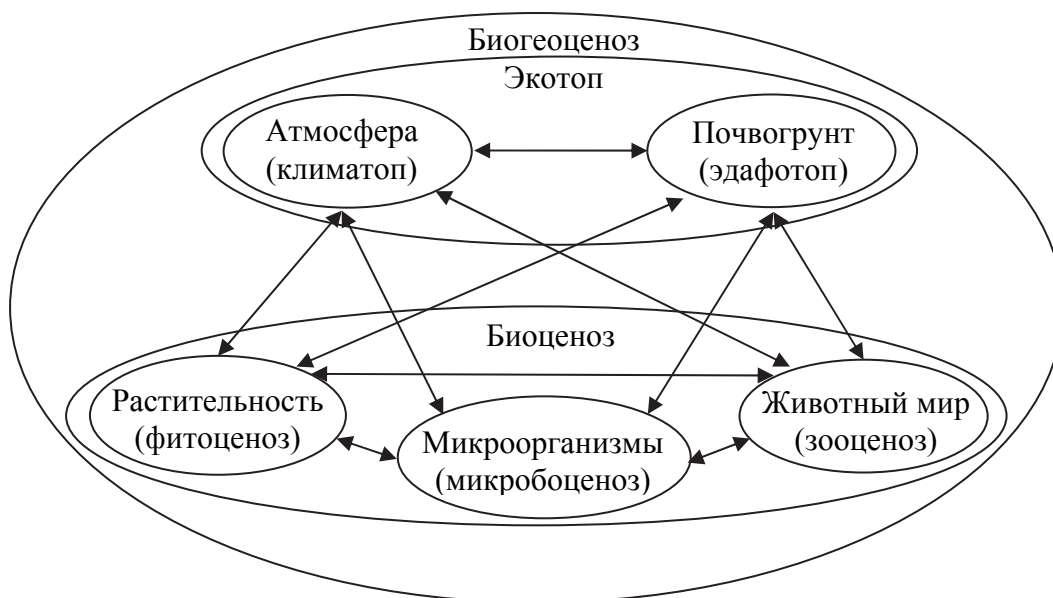 Биогеоценоз
Экотоп
Атмосфера
(климатоп)
Почвогрунт
(эдафотоп)
Биоценоз
Растительность
(фитоценоз)
Микроорганизмы
(микробоценоз)
Животный мир
(зооценоз)